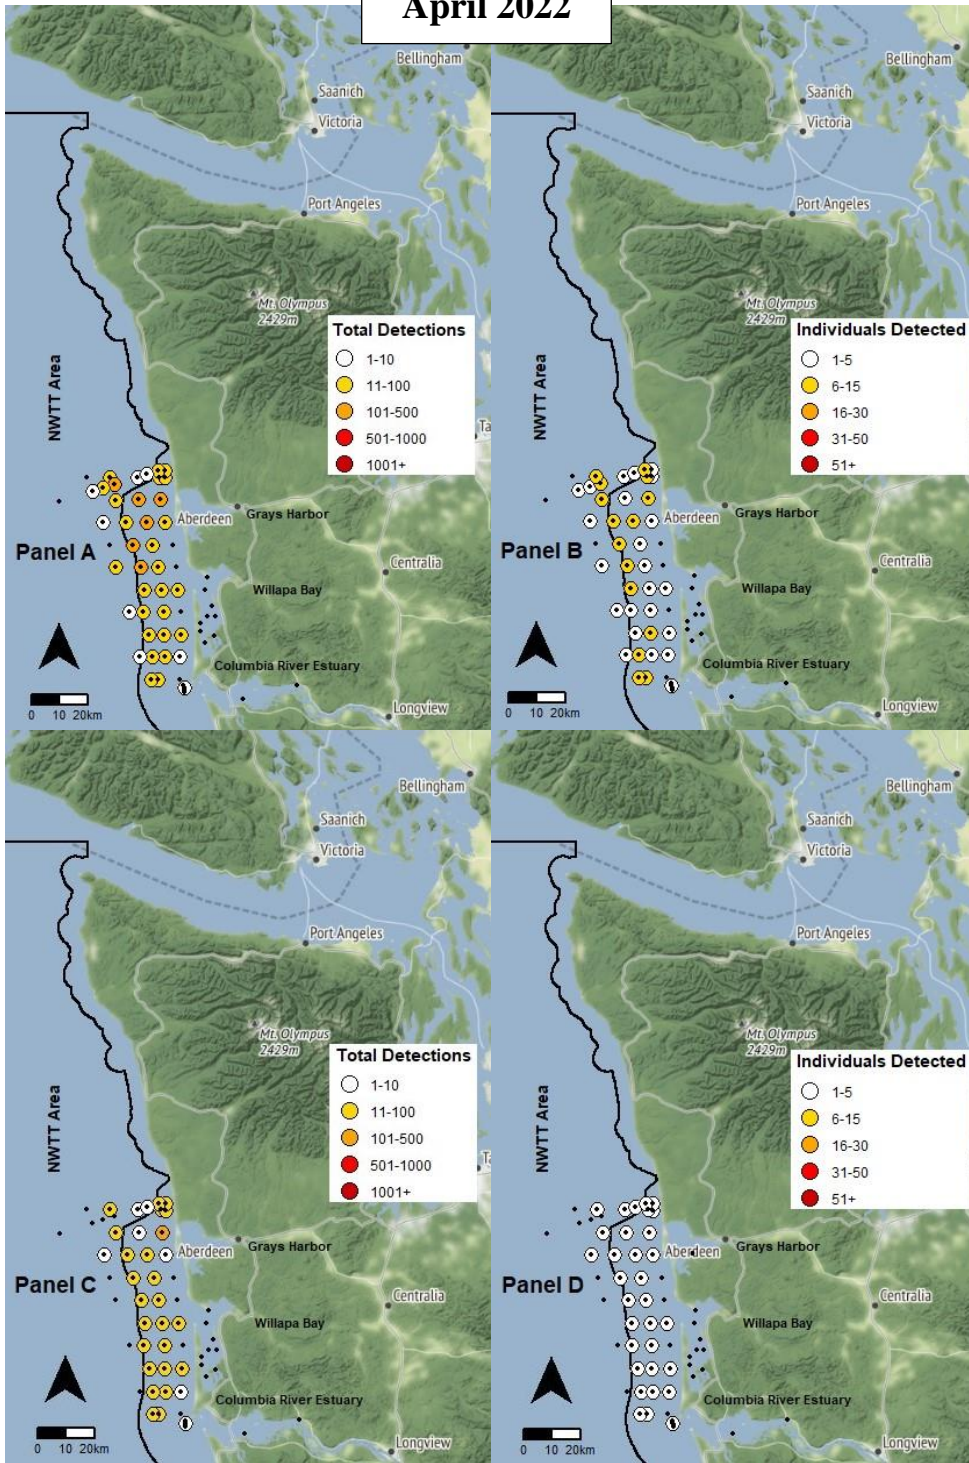 April 2022
Bellingham
Saanich
Victoria
Port Angeles
Mt. Olympus
2429m
Total Detections
1-10
11-100
101-500
501-1000
1001+
NWTT Area
Ta
Aberdeen
Grays Harbor
Panel A
Centralia
Willapa Bay
Columbia River Estuary
Longview
0 10 20km
Bellingham
Saanich
Victoria
Port Angeles
Mt. Olympus
2429m
Individuals Detected
1-5
6-15
16-30
31-50
51+
NWTT Area
Aberdeen
Grays Harbor
Panel B
Centralia
Willapa Bay
Columbia River Estuary
Longview
0 10 20km
Bellingham
Saanich
Victoria
Port Angeles
Mt. Olympus
2429m
Total Detections
1-10
11-100
101-500
501-1000
1001+
NWTT Area
Ta
Aberdeen
Grays Harbor
Panel C
Centralia
Willapa Bay
Columbia River Estuary
Longview
0 10 20km
Bellingham
Saanich
Victoria
Port Angeles
Mt. Olympus
2429m
Individuals Detected
1-5
6-15
16-30
31-50
51+
NWTT Area
Aberdeen
Grays Harbor
Panel D
Centralia
Willapa Bay
Columbia River Estuary
Longview
0 10 20km